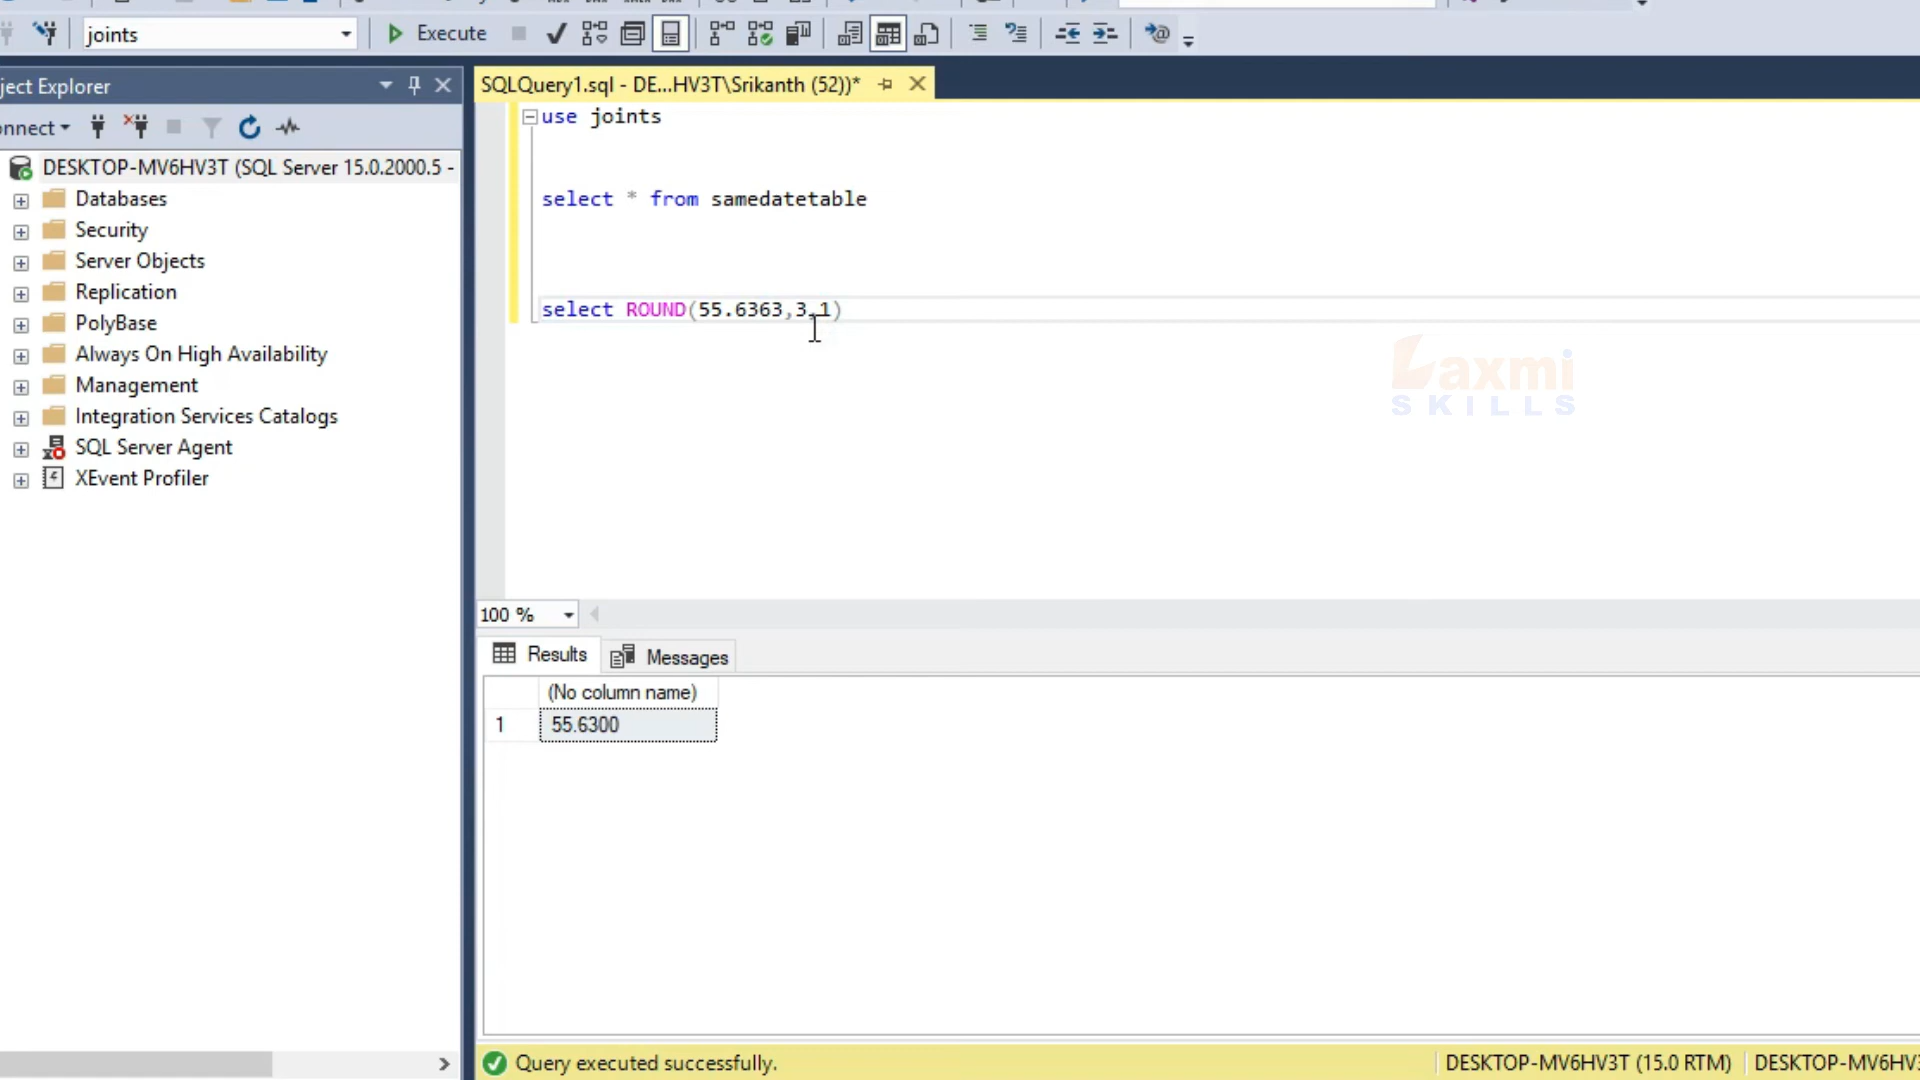 joints
Execute
ject Explorer
SQLQuery1.sql - DE...HV3T\Srikanth (52))*
onnect
DESKTOP-MV6HV3T (SQL Server 15.0.2000.5 -
Databases
Security
Server Objects
Replication
PolyBase
Always On High Availability
Management
Integration Services Catalogs
SQL Server Agent
XEvent Profiler
use joints
select * from samedatetable
select ROUND(55.6363,3,1)
Laxmi
SKILLS
100 %
Results
Messages
(No column name)
1
55.6300
Query executed successfully.
DESKTOP-MV6HV3T (15.0 RTM)
DESKTOP-MV6HV3